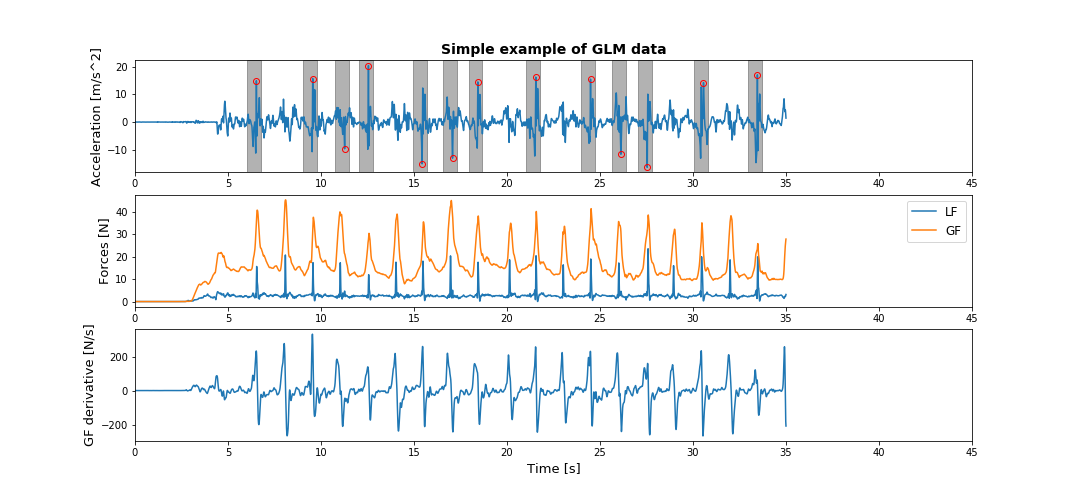 Simple example of GLM data
Acceleration [m/s^2]
20
10
0
−10
0 5 10 15 20 25 30 35 40 45
Forces [N]
40
30
20
10
0
LF
GF
0 5 10 15 20 25 30 35 40 45
GF derivative [N/s]
200
0
−200
0 5 10 15 20 25 30 35 40 45
Time [s]